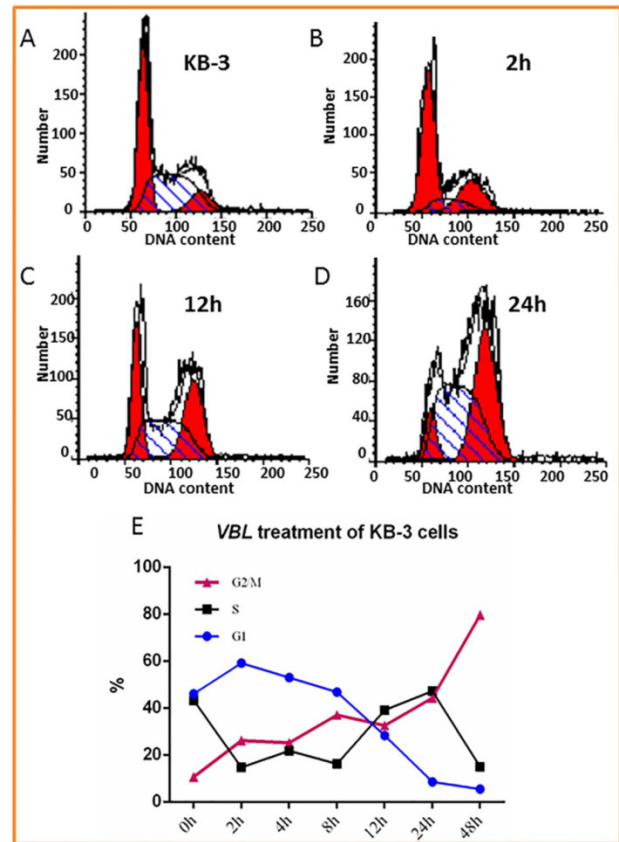 A
KB-3
Number
200
150
100
50
0
0 50 100 150 200 250
DNA content
B
2h
Number
200
150
100
50
0
0 50 100 150 200 250
DNA content
C
12h
Number
200
150
100
50
0
0 50 100 150 200 250
DNA content
D
24h
Number
160
120
80
40
0
0 50 100 150 200 250
DNA content
E
VBL treatment of KB-3 cells
G2/M
S
G1
%
100
80
60
40
20
0
0h 2h 4h 8h 12h 24h 48h